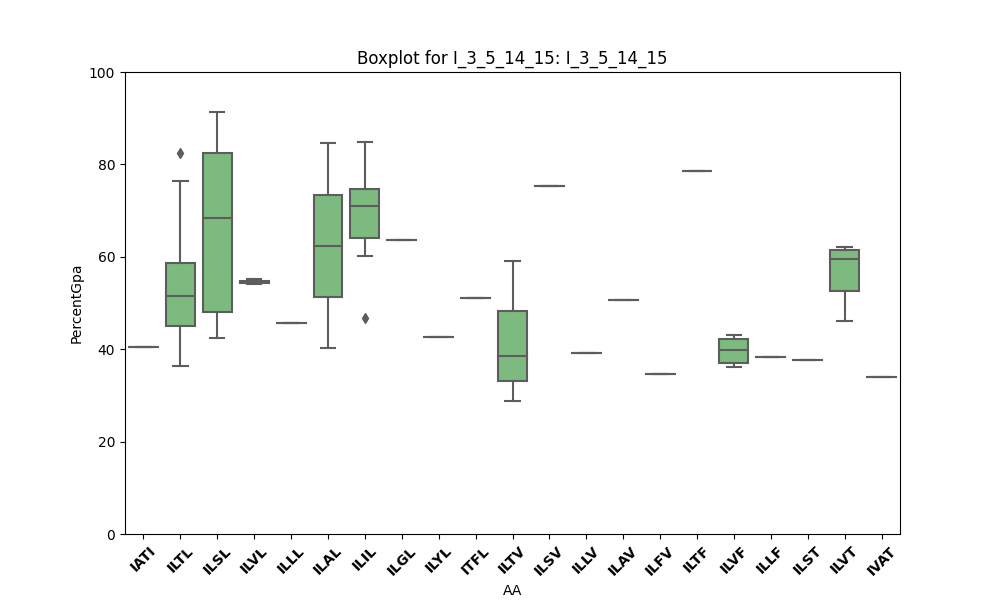 Boxplot for I_3_5_14_15: I_3_5_14_15
100
80
60
40
20
0
PercentGpa
IATI ILTL ILSL ILVL ILLL ILAL ILIL ILGL ILYL ITFL ILTV ILSV ILLV ILAV ILFV ILTF ILVF ILLF ILST ILVT IVAT
AA